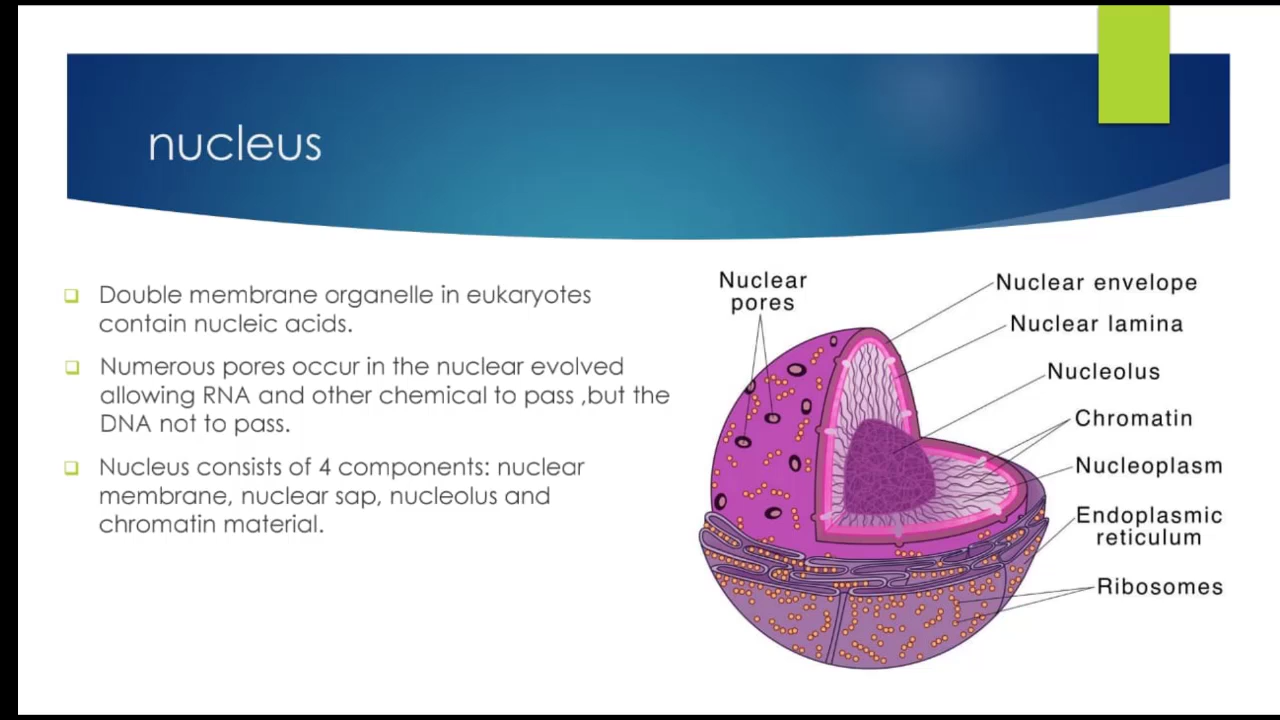 nucleus
Double membrane organelle in eukaryotes
contain nucleic acids.
Numerous pores occur in the nuclear evolved
allowing RNA and other chemical to pass ,but the
DNA not to pass.
Nucleus consists of 4 components: nuclear
membrane, nuclear sap, nucleolus and
chromatin material.
Nuclear
pores
Nuclear envelope
Nuclear lamina
Nucleolus
Chromatin
Nucleoplasm
Endoplasmic
reticulum
Ribosomes